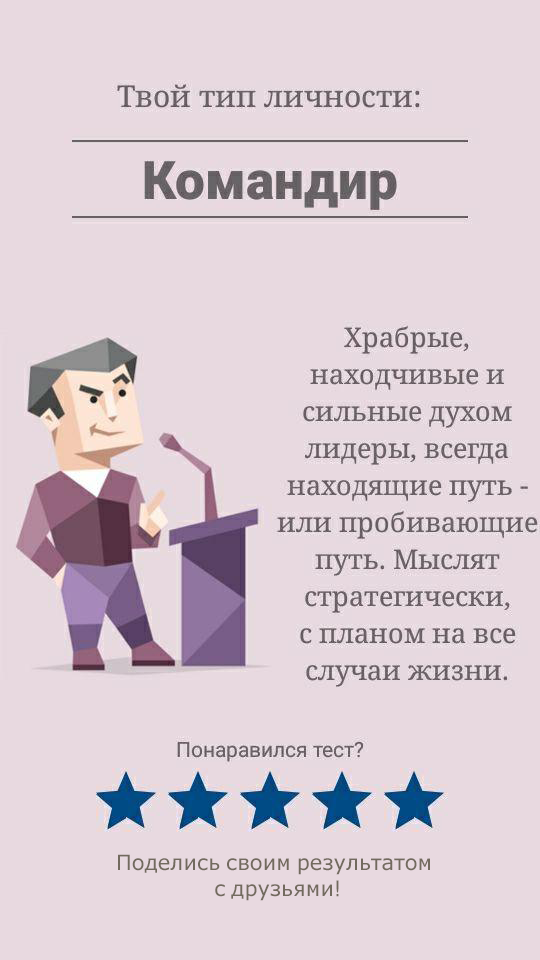 Твой тип личности:
Командир
Храбрые,
находчивые и
сильные духом
лидеры, всегда
находящие путь -
или пробивающие
путь. Мыслят
стратегически,
с планом на все
случаи жизни.
Понаравился тест?
Поделись своим результатом
с друзьями!